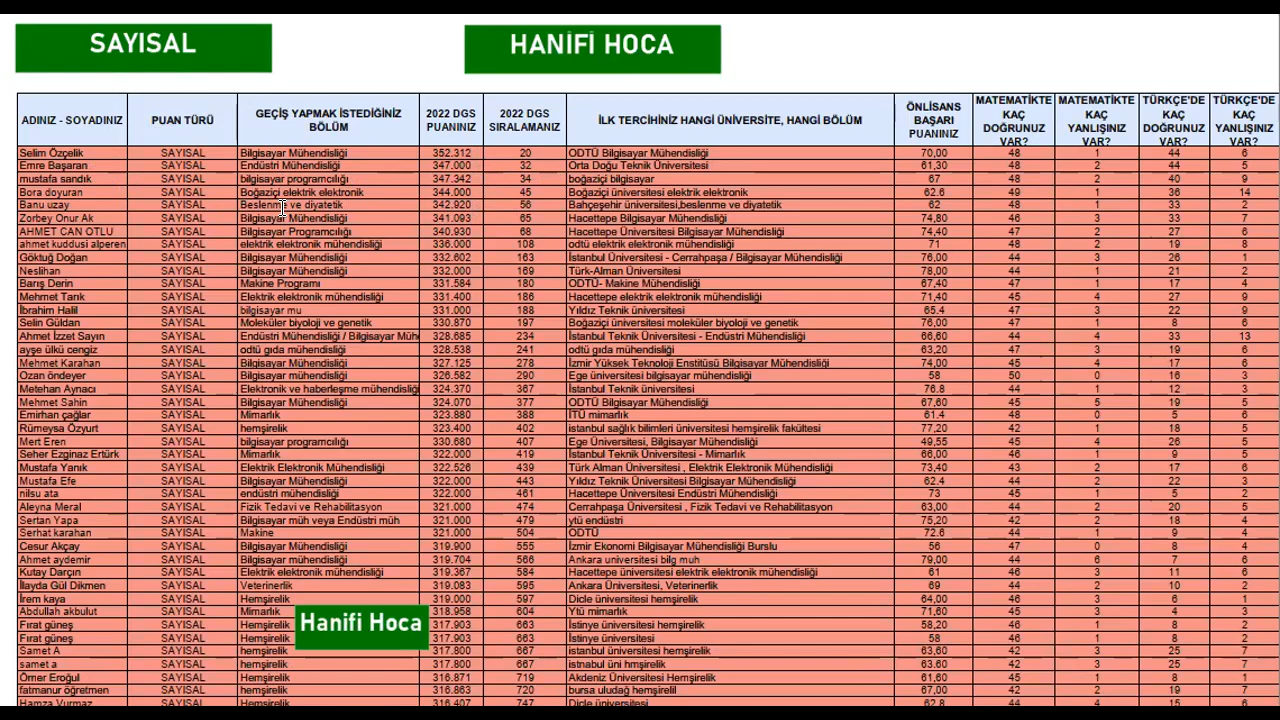 SAYISAL HANİFİ HOCA
ADINIZ - SOYADINIZ PUAN TÜRÜ GEÇİŞ YAPMAK İSTEDİĞİNİZ BÖLÜM 2022 DGS PUANINIZ 2022 DGS SIRALAMANIZ İLK TERCİHİNİZ HANGİ ÜNİVERSİTE, HANGİ BÖLÜM ÖNLİSANS BAŞARI PUANINIZ MATEMATİKTE KAÇ DOĞRUNUZ VAR? MATEMATİKTE KAÇ YANLIŞINIZ VAR? TÜRKÇE'DE KAÇ DOĞRUNUZ VAR? TÜRKÇE'DE KAÇ YANLIŞINIZ VAR?
Selim Özçelik SAYISAL Bilgisayar Mühendisliği 352.312 20 ODTÜ Bilgisayar Mühendisliği 70,00 48 1 44 6
Emre Başaran SAYISAL Endüstri Mühendisliği 347.000 32 Orta Doğu Teknik Üniversitesi 61,30 48 2 44 5
mustafa sandık SAYISAL bilgisayar programcılığı 347.342 34 boğaziçi bilgisayar 67 48 2 40 9
Bora doyuran SAYISAL Boğaziçi elektrik elektronik 344.000 45 Boğaziçi üniversitesi elektrik elektronik 62.6 49 1 36 14
Banu uzay SAYISAL Beslenme ve diyatetik 342.920 56 Bahçeşehir üniversitesi,beslenme ve diyatetik 62 48 1 33 2
Zorbey Onur Ak SAYISAL Bilgisayar Mühendisliği 341.093 65 Hacettepe Bilgisayar Mühendisliği 74,80 46 3 33 7
AHMET CAN OTLU SAYISAL Bilgisayar Programcılığı 340.930 68 Hacettepe Üniversitesi Bilgisayar Mühendisliği 74,40 47 2 27 6
ahmet kuddusi alperen SAYISAL elektrik elektronik mühendisliği 336.000 108 odtü elektrik elektronik mühendisliği 71 48 2 19 8
Göktuğ Doğan SAYISAL Bilgisayar Mühendisliği 332.602 163 İstanbul Üniversitesi - Cerrahpaşa / Bilgisayar Mühendisliği 76,00 44 3 26 1
Neslihan SAYISAL Bilgisayar Mühendisliği 332.000 169 Türk-Alman Üniversitesi 78,00 44 1 21 2
Barış Derin SAYISAL Makine Programı 331.584 180 ODTÜ- Makine Mühendisliği 67,40 47 1 17 4
Mehmet Tarık SAYISAL Elektrik elektronik mühendisliği 331.400 186 Hacettepe elektrik elektronik mühendisliği 71,40 45 4 27 9
İbrahim Halil SAYISAL bilgisayar mu 331.000 188 Yıldız Teknik üniversitesi 65.4 47 3 22 9
Selin Güldan SAYISAL Moleküler biyoloji ve genetik 330.870 197 Boğaziçi üniversitesi moleküler biyoloji ve genetik 76,00 47 1 8 6
Ahmet İzzet Sayın SAYISAL Endüstri Mühendisliği / Bilgisayar Müh 328.685 234 İstanbul Teknik Üniversitesi - Endüstri Mühendisliği 66,60 44 4 33 13
ayşe ülkü cengiz SAYISAL odtü gıda mühendisliği 328.538 241 odtü gıda mühendisliği 63,20 47 3 19 6
Mehmet Karahan SAYISAL Bilgisayar Mühendisliği 327.125 278 İzmir Yüksek Teknoloji Enstitüsü Bilgisayar Mühendisliği 74,00 45 4 17 6
Ozan öndeyer SAYISAL Bilgisayar mühendisliği 326.582 290 Ege üniversitesi bilgisayar mühendisliği 58 50 0 16 3
Metehan Aynacı SAYISAL Elektronik ve haberleşme mühendisliği 324.370 367 İstanbul Teknik üniversitesi 76.8 44 1 12 3
Mehmet Sahin SAYISAL Bilgisayar Mühendisliği 324.070 377 ODTÜ Bilgisayar Mühendisliği 67,60 45 5 19 5
Emirhan çağlar SAYISAL Mimarlık 323.880 388 İTÜ mimarlık 61.4 48 0 5 6
Rümeysa Özyurt SAYISAL hemşirelik 323.400 402 istanbul sağlık bilimleri üniversitesi hemşirelik fakültesi 77,20 42 1 18 5
Mert Eren SAYISAL bilgisayar programcılığı 330.680 407 Ege Üniversitesi, Bilgisayar Mühendisliği 49,55 45 4 26 5
Seher Ezginaz Ertürk SAYISAL Mimarlık 322.000 419 İstanbul Teknik Üniversitesi - Mimarlık 66,00 46 1 9 5
Mustafa Yanık SAYISAL Elektrik Elektronik Mühendisliği 322.526 439 Türk Alman Üniversitesi , Elektrik Elektronik Mühendisliği 73,40 43 2 17 6
Mustafa Efe SAYISAL Bilgisayar Mühendisliği 322.000 443 Yıldız Teknik Üniversitesi Bilgisayar Mühendisliği 62.4 44 2 22 3
nilsu ata SAYISAL endüstri mühendisliği 321.000 461 Hacettepe Üniversitesi Endüstri Mühendisliği 73 45 1 5 2
Aleyna Meral SAYISAL Fizik Tedavi ve Rehabilitasyon 321.000 474 Cerrahpaşa Üniversitesi , Fizik Tedavi ve Rehabilitasyon 63,00 44 2 20 5
Sertan Yapa SAYISAL Bilgisayar müh veya Endüstri müh 321.000 479 ytü endüstri 75,20 42 2 18 4
Serhat karahan SAYISAL Makine 321.000 504 ODTÜ 72.6 44 1 9 4
Cesur Akçay SAYISAL Bilgisayar Mühendisliği 319.900 555 İzmir Ekonomi Bilgisayar Mühendisliği Burslu 56 47 0 8 4
Ahmet aydemir SAYISAL Bilgisayar mühendisliği 319.704 566 Ankara universitesi bilg muh 79,00 44 6 7 6
Kutay Darçın SAYISAL Elektrik elektronik mühendisliği 319.367 584 Hacettepe üniversitesi elektrik elektronik mühendisliği 61 46 3 11 6
İlayda Gül Dikmen SAYISAL Veterinerlik 319.083 595 Ankara Üniversitesi, Veterinerlik 69 44 2 10 2
İrem kaya SAYISAL Hemşirelik 319.000 597 Dicle üniversitesi hemşirelik 64,00 46 3 6 1
Abdullah akbulut SAYISAL Mimarlık 318.958 604 Ytü mimarlık 71,60 45 3 4 3
Fırat güneş SAYISAL Hemşirelik 317.903 663 İstinye üniversitesi hemşirelik 58,20 46 1 8 2
Hanifi Hoca
Fırat güneş SAYISAL Hemşirelik 317.903 663 İstinye üniversitesi 58 46 1 8 2
Samet A SAYISAL hemşirelik 317.800 667 istanbul üniversitesi hemşirelik 63,60 42 3 25 7
samet a SAYISAL hemşirelik 317.800 667 istnabul üni hmşirelik 63.60 42 3 25 7
Ömer Eroğul SAYISAL Hemşirelik 316.871 719 Akdeniz Üniversitesi Hemşirelik 61,60 45 1 8 1
fatmanur öğretmen SAYISAL hemşirelik 316.863 720 bursa uludağ hemşirelil 67,00 42 2 19 7
Hamza Yurmaz SAYISAL Hemşirelik 316.407 747 Dicle üniversitesi 62.8 44 4 15 6